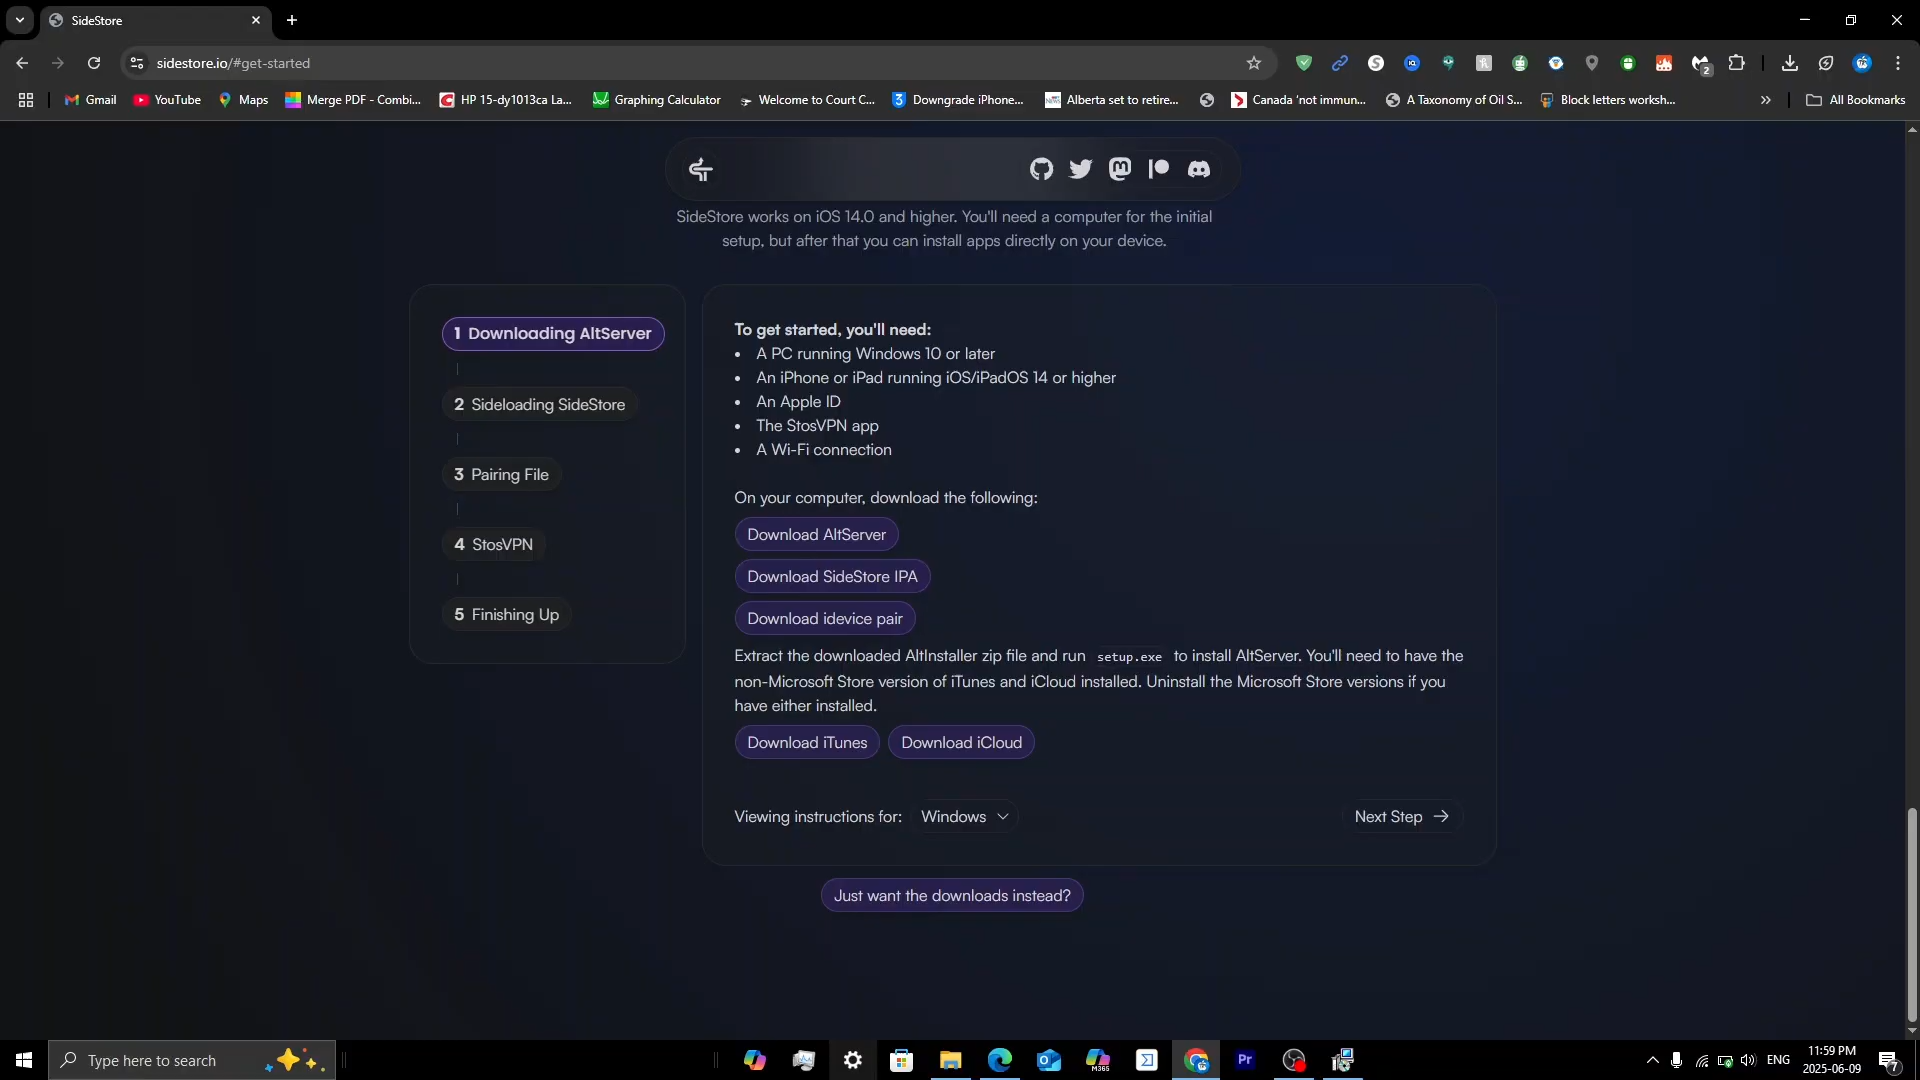 SideStore
sidestore.io/#get-started
2
Gmail
YouTube
Maps
Merge PDF - Combi...
HP 15-dy1013ca La...
Graphing Calculator
Welcome to Court C...
Downgrade iPhone...
Alberta set to retire...
Canada 'not immun...
A Taxonomy of Oil S...
Block letters worksh...
All Bookmarks
SideStore works on iOS 14.0 and higher. You'll need a computer for the initial
setup, but after that you can install apps directly on your device.
1 Downloading AltServer
2 Sideloading SideStore
3 Pairing File
4 StosVPN
5 Finishing Up
To get started, you'll need:
• A PC running Windows 10 or later
• An iPhone or iPad running iOS/iPadOS 14 or higher
• An Apple ID
• The StosVPN app
• A Wi-Fi connection
On your computer, download the following:
Download AltServer
Download SideStore IPA
Download idevice pair
Extract the downloaded AltInstaller zip file and run setup.exe to install AltServer. You'll need to have the
non-Microsoft Store version of iTunes and iCloud installed. Uninstall the Microsoft Store versions if you
have either installed.
Download iTunes Download iCloud
Viewing instructions for: Windows
Next Step →
Just want the downloads instead?
Type here to search
M365
Pr
ENG
11:59 PM
2025-06-09
7